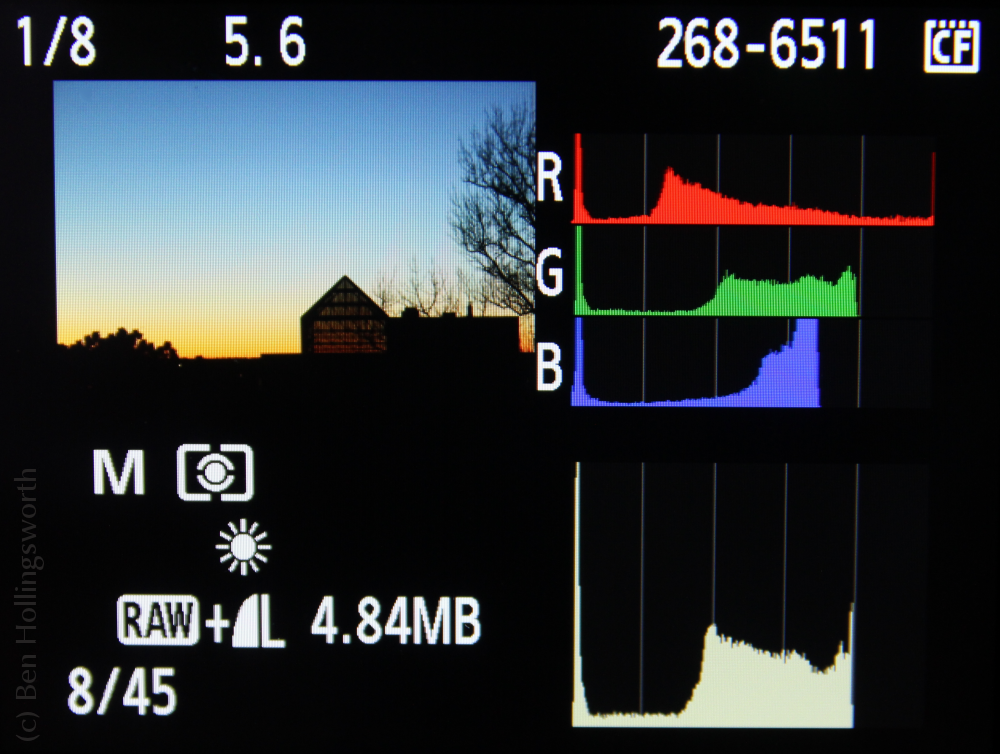 1/8 5.6 268-6511 CF
R
G
B
M
RAW+L 4.84MB
8/45
(c) Ben Hollingsworth